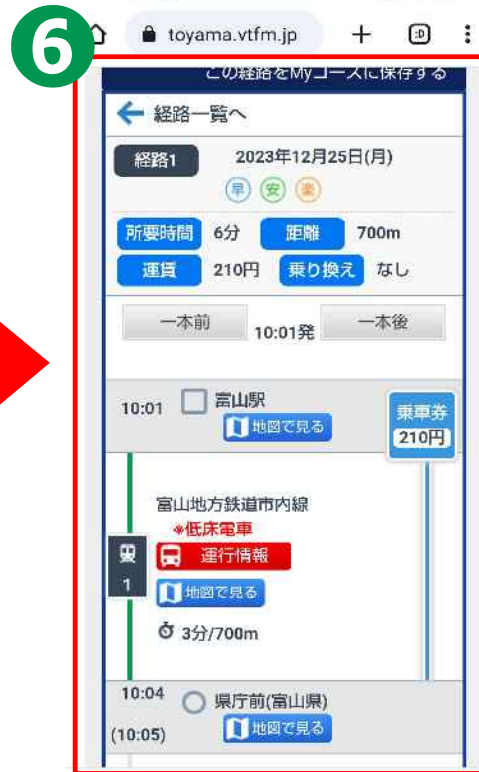 6
toyama.vtfm.jp
この経路をMyコースに保存する
経路一覧へ
経路1 2023年12月25日(月)
早 安 楽
所要時間 6分 距離 700m
運賃 210円 乗り換え なし
一本前 10:01発 一本後
10:01 富山駅
地図で見る
乗車券
210円
富山地方鉄道市内線
※低床電車
運行情報
1
地図で見る
3分/700m
10:04 県庁前(富山県)
(10:05) 地図で見る